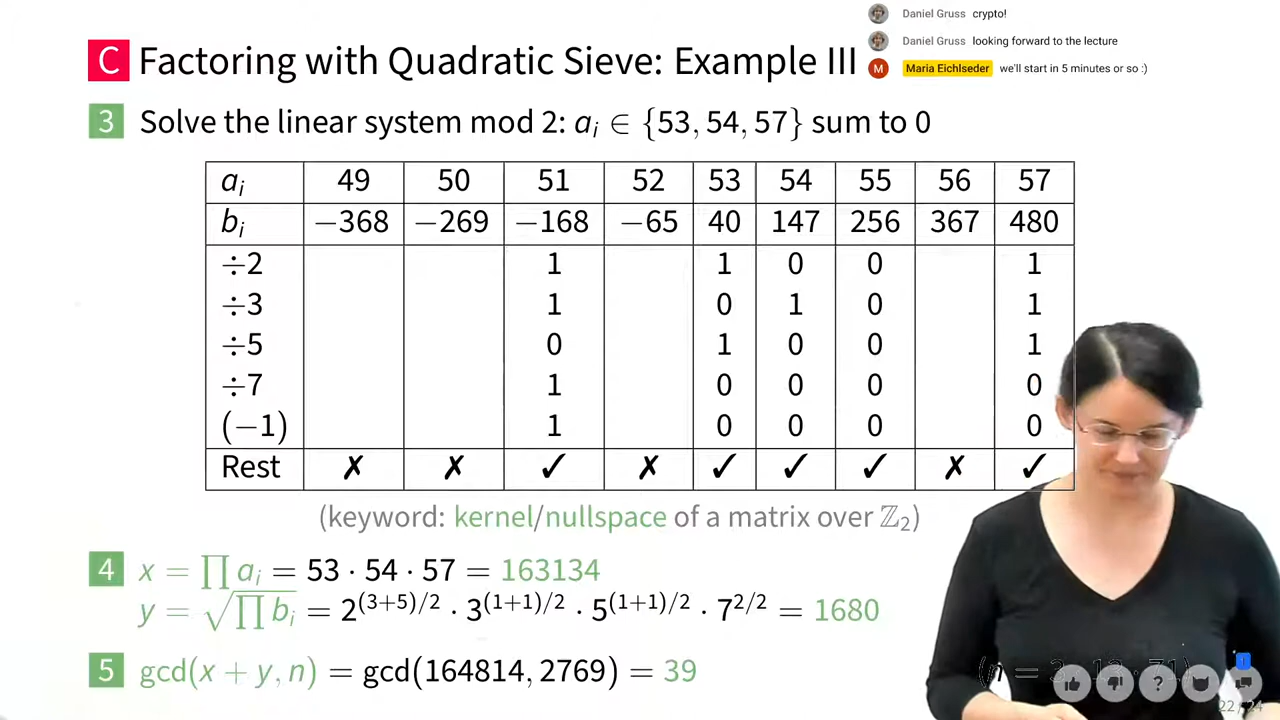 Daniel Gruss crypto!
Daniel Gruss looking forward to the lecture
M Maria Eichlseder we'll start in 5 minutes or so :)
C Factoring with Quadratic Sieve: Example III
3 Solve the linear system mod 2: aᵢ ∈ {53, 54, 57} sum to 0
aᵢ 49 50 51 52 53 54 55 56 57
bᵢ −368 −269 −168 −65 40 147 256 367 480
÷2 1 1 0 0 1
÷3 1 0 1 0 1
÷5 0 1 0 0 1
÷7 1 0 0 0 0
(−1) 1 0 0 0 0
Rest ✗ ✗ ✓ ✗ ✓ ✓ ✓ ✗ ✓
(keyword: kernel/nullspace of a matrix over ℤ₂)
4 x = ∏ aᵢ = 53 · 54 · 57 = 163134
y = √∏ bᵢ = 2^(3+5)/2 · 3^(1+1)/2 · 5^(1+1)/2 · 7^2/2 = 1680
5 gcd(x + y, n) = gcd(164814, 2769) = 39
(n = 3 · 13 · 71)
22 / 24